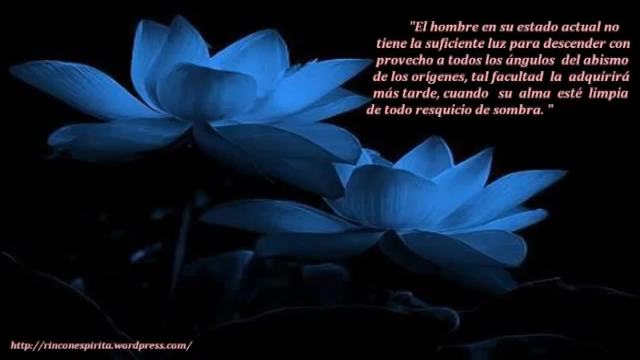 "El hombre en su estado actual no
tiene la suficiente luz para descender con
provecho a todos los ángulos del abismo
de los orígenes, tal facultad la adquirirá
más tarde, cuando su alma esté limpia
de todo resquicio de sombra. "
http://rinconespirita.wordpress.com/